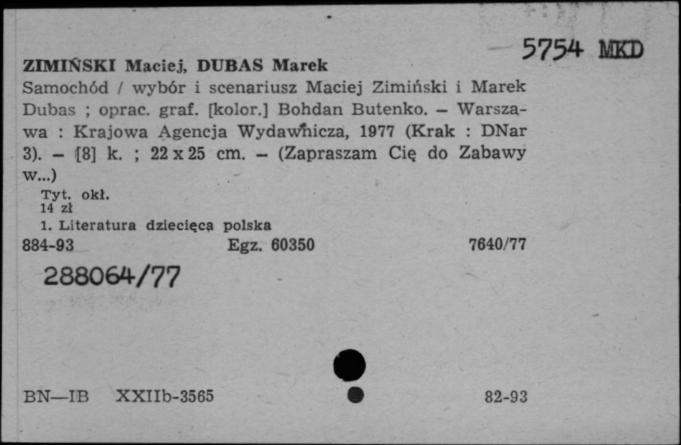 5754 MKD
ZIMIŃSKI Maciej, DUBAS Marek
Samochód / wybór i scenariusz Maciej Zimiński i Marek
Dubas ; oprac. graf. [kolor.] Bohdan Butenko. — Warsza-
wa : Krajowa Agencja Wydawnicza, 1977 (Krak : DNar
3). — [8] k. ; 22 x 25 cm. — (Zapraszam Cię do Zabawy
w...)
Tyt. okł.
14 zł
1. Literatura dziecięca polska
884-93 Egz. 60350 7640/77
288064/77
BN—IB XXIIb-3565 82-93